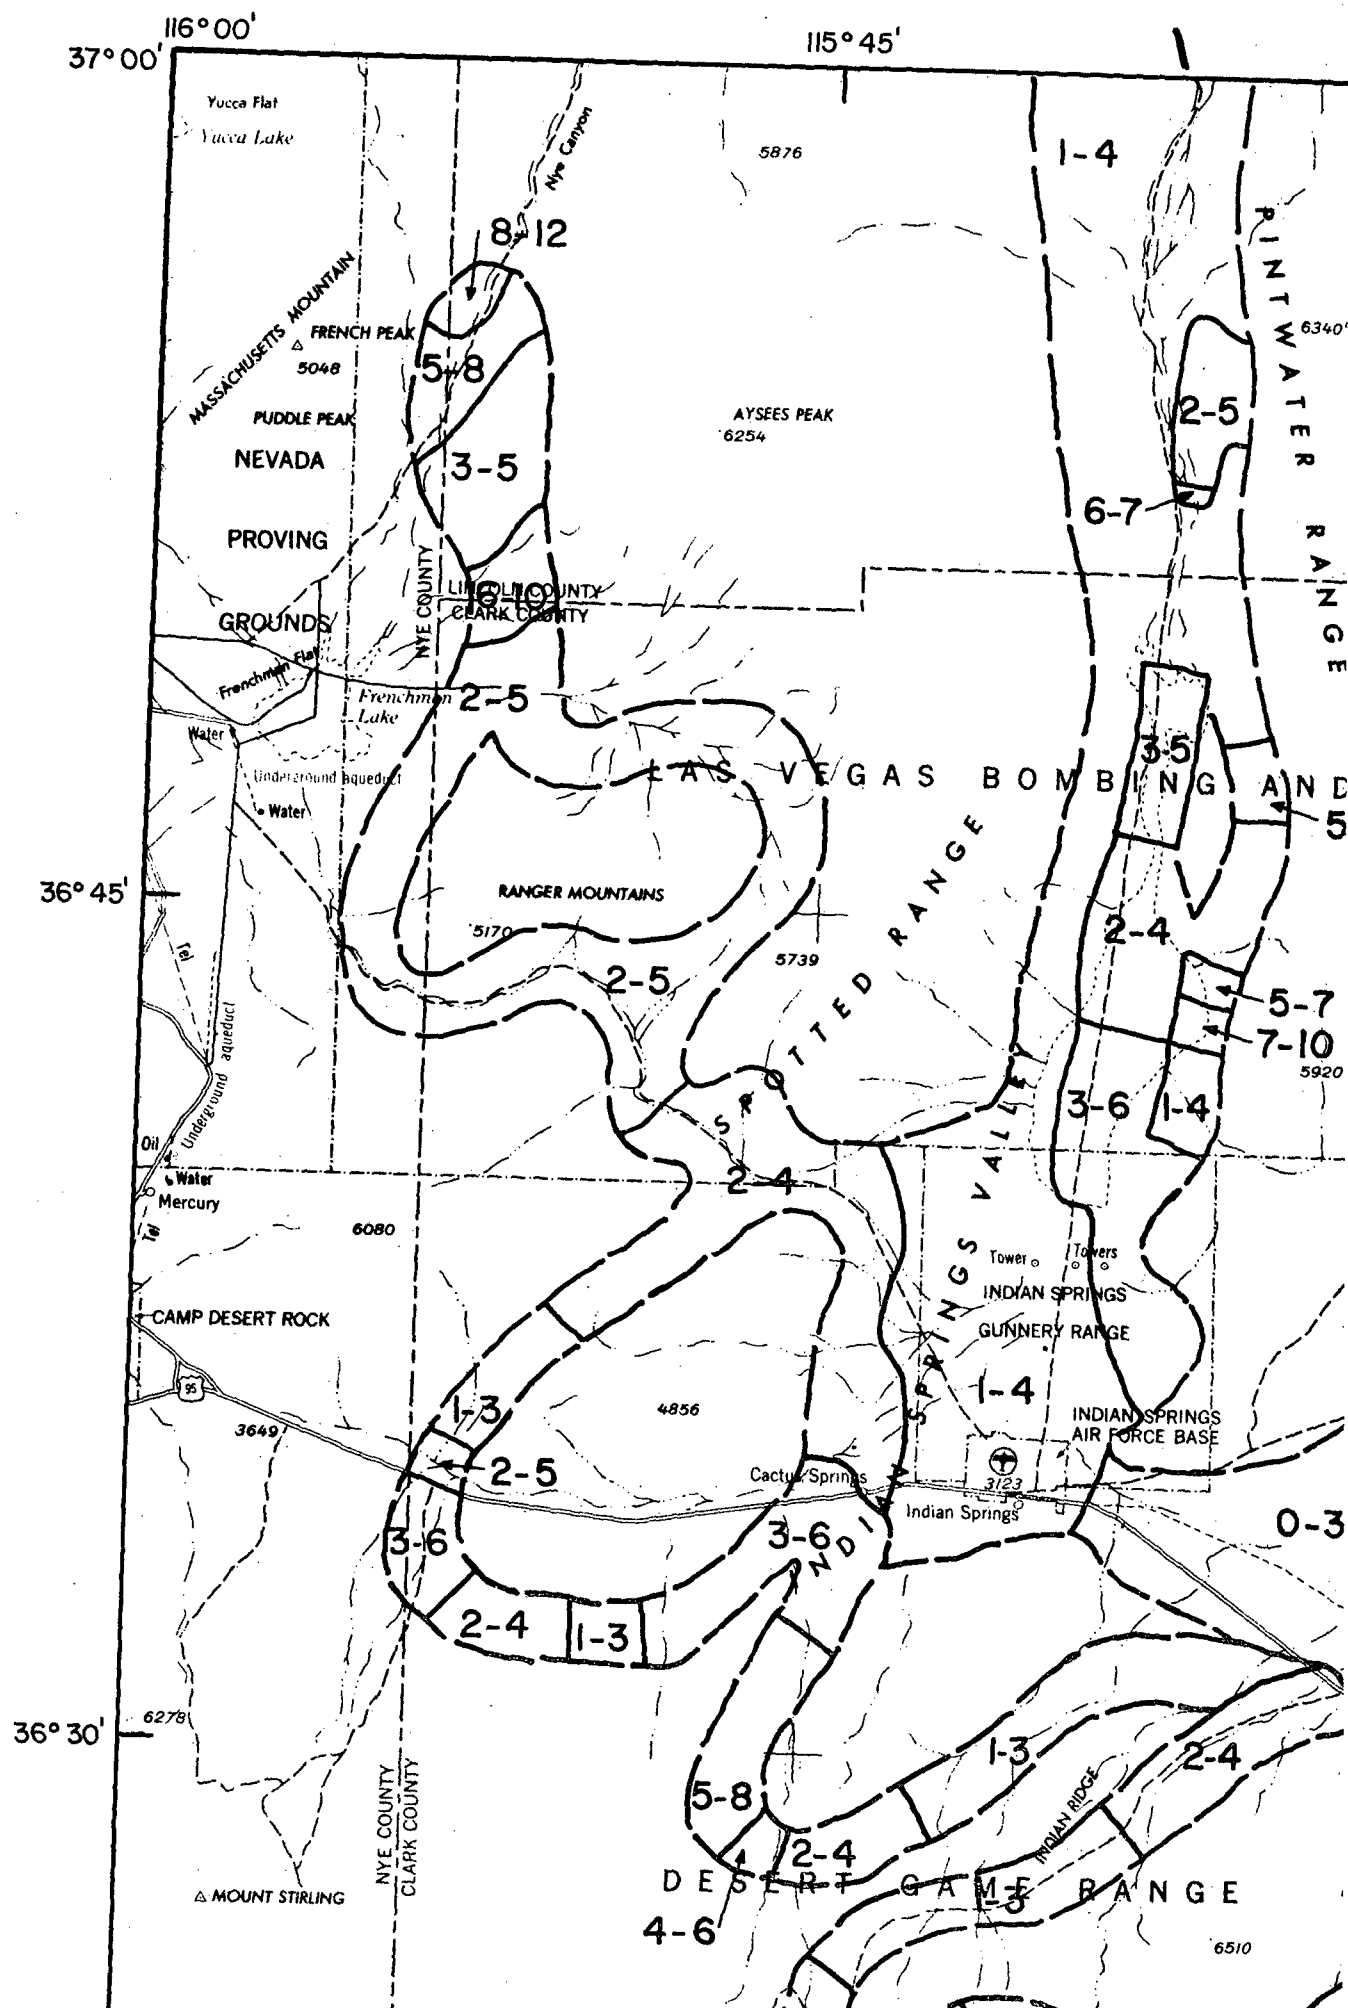 116°00'
115°45'
37°00'
Yucca Flat
Yucca Lake
Nye Canyon
5876
1-4
8-12
PINTWATER RANGE
MASSACHUSETTS MOUNTAIN
FRENCH PEAK
5048
6340'
5-8
PUDDLE PEAK
AYSEES PEAK
6254
2-5
NEVADA
3-5
6-7
PROVING
NYE COUNTY
LINCOLN COUNTY
6-10
CLARK COUNTY
GROUNDS
Frenchman Flat
Frenchman
Lake
2-5
Water
3-5
Underground aqueduct
LAS VEGAS BOMBING AND
Water
5
SPOTTED RANGE
36°45'
RANGER MOUNTAINS
5170
2-4
Tel
5739
2-5
5-7
7-10
Underground aqueduct
5920
3-6
1-4
Oil
Water
Mercury
2-4
6080
Tel
INDIAN SPRINGS VALLEY
Tower
Towers
INDIAN SPRINGS
CAMP DESERT ROCK
GUNNERY RANGE
1-4
95
1-3
4856
3649
INDIAN SPRINGS
AIR FORCE BASE
2-5
Cactus Springs
3123
Indian Springs
0-3
3-6
3-6
2-4
1-3
6278
36°30'
1-3
2-4
NYE COUNTY
CLARK COUNTY
5-8
INDIAN RIDGE
2-4
DESERT GAME RANGE
1-3
MOUNT STIRLING
4-6
6510